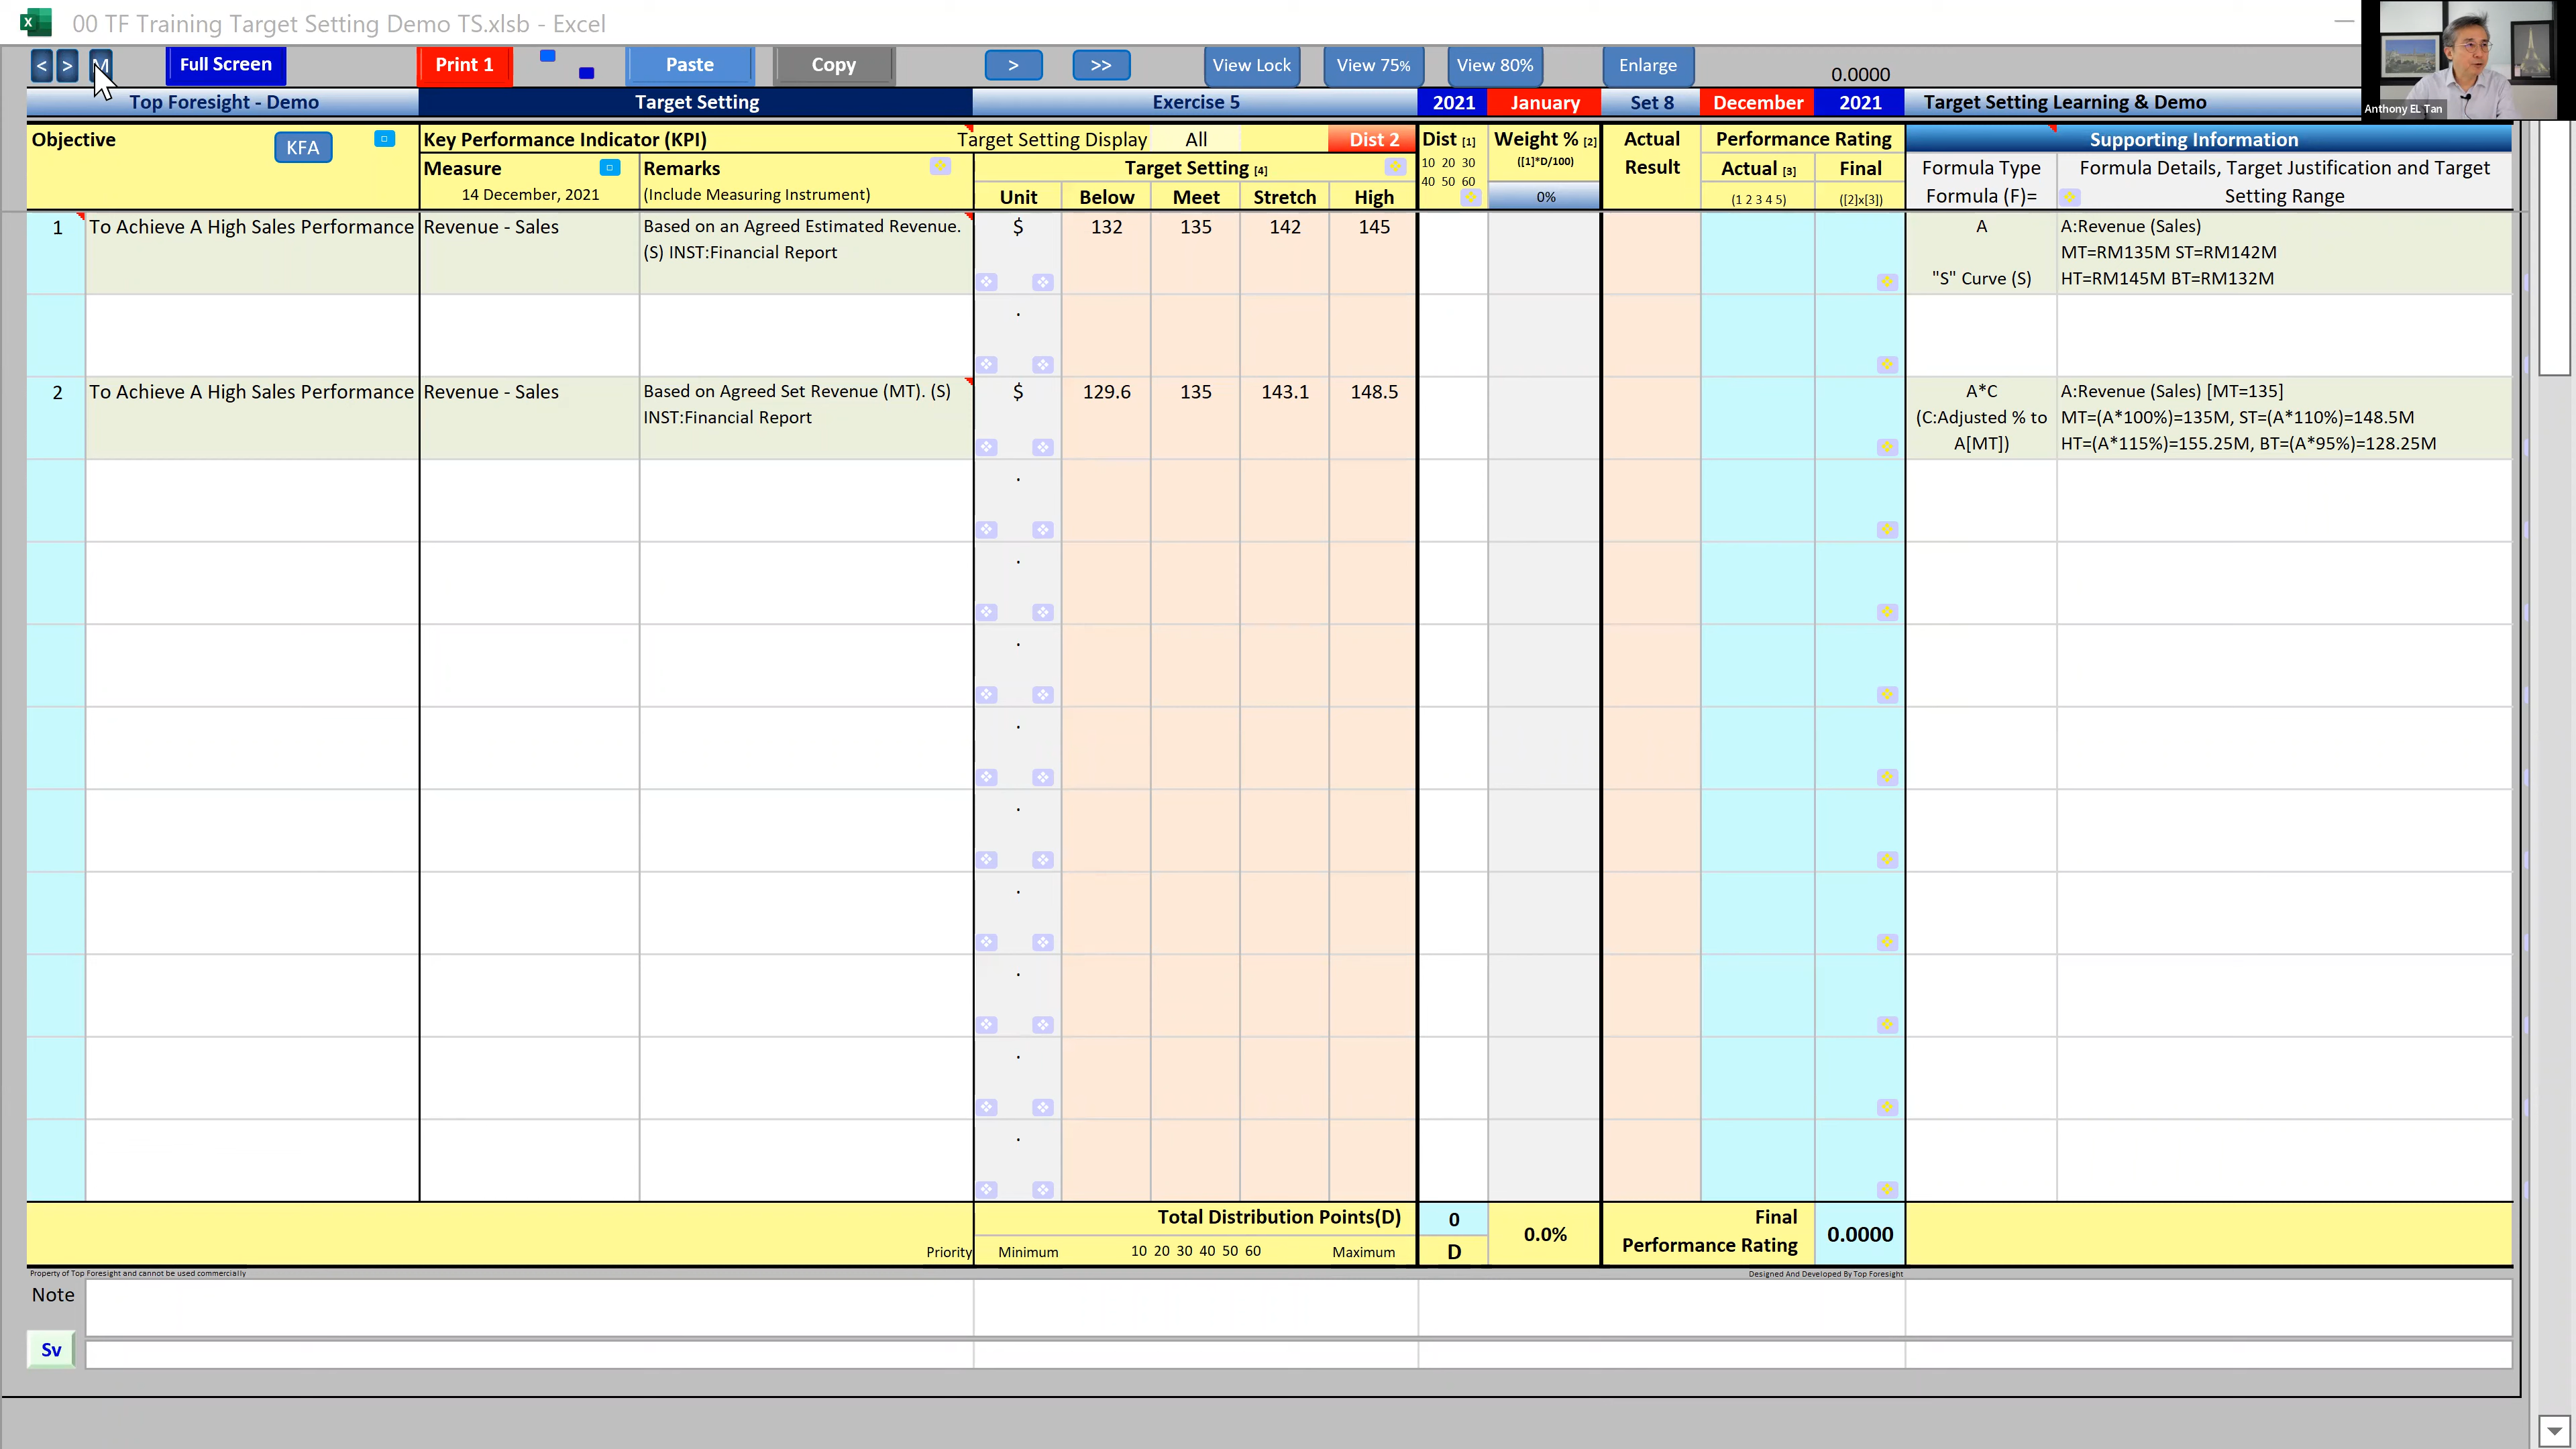 00 TF Training Target Setting Demo TS.xlsb - Excel
< > M Full Screen Print 1 Paste Copy > >> View Lock View 75% View 80% Enlarge 0.0000
Anthony EL Tan
Top Foresight - Demo Target Setting Exercise 5 2021 January Set 8 December 2021 Target Setting Learning & Demo
Objective KFA
Key Performance Indicator (KPI) Target Setting Display All Dist 2
Measure
14 December, 2021
Remarks
(Include Measuring Instrument)
Target Setting [4]
Unit Below Meet Stretch High
Dist [1]
10 20 30
40 50 60
Weight % [2]
([1]*D/100)
0%
Actual
Result
Performance Rating
Actual [3] Final
(1 2 3 4 5) ([2]x[3])
Supporting Information
Formula Type
Formula (F)=
Formula Details, Target Justification and Target
Setting Range
1 To Achieve A High Sales Performance Revenue - Sales
Based on an Agreed Estimated Revenue.
(S) INST:Financial Report
$ 132 135 142 145
A
"S" Curve (S)
A:Revenue (Sales)
MT=RM135M ST=RM142M
HT=RM145M BT=RM132M
2 To Achieve A High Sales Performance Revenue - Sales
Based on Agreed Set Revenue (MT). (S)
INST:Financial Report
$ 129.6 135 143.1 148.5
A*C
(C:Adjusted % to
A[MT])
A:Revenue (Sales) [MT=135]
MT=(A*100%)=135M, ST=(A*110%)=148.5M
HT=(A*115%)=155.25M, BT=(A*95%)=128.25M
Total Distribution Points(D) 0
Priority Minimum 10 20 30 40 50 60 Maximum D
0.0%
Final
Performance Rating
0.0000
Property of Top Foresight and cannot be used commercially
Designed And Developed By Top Foresight
Note
Sv